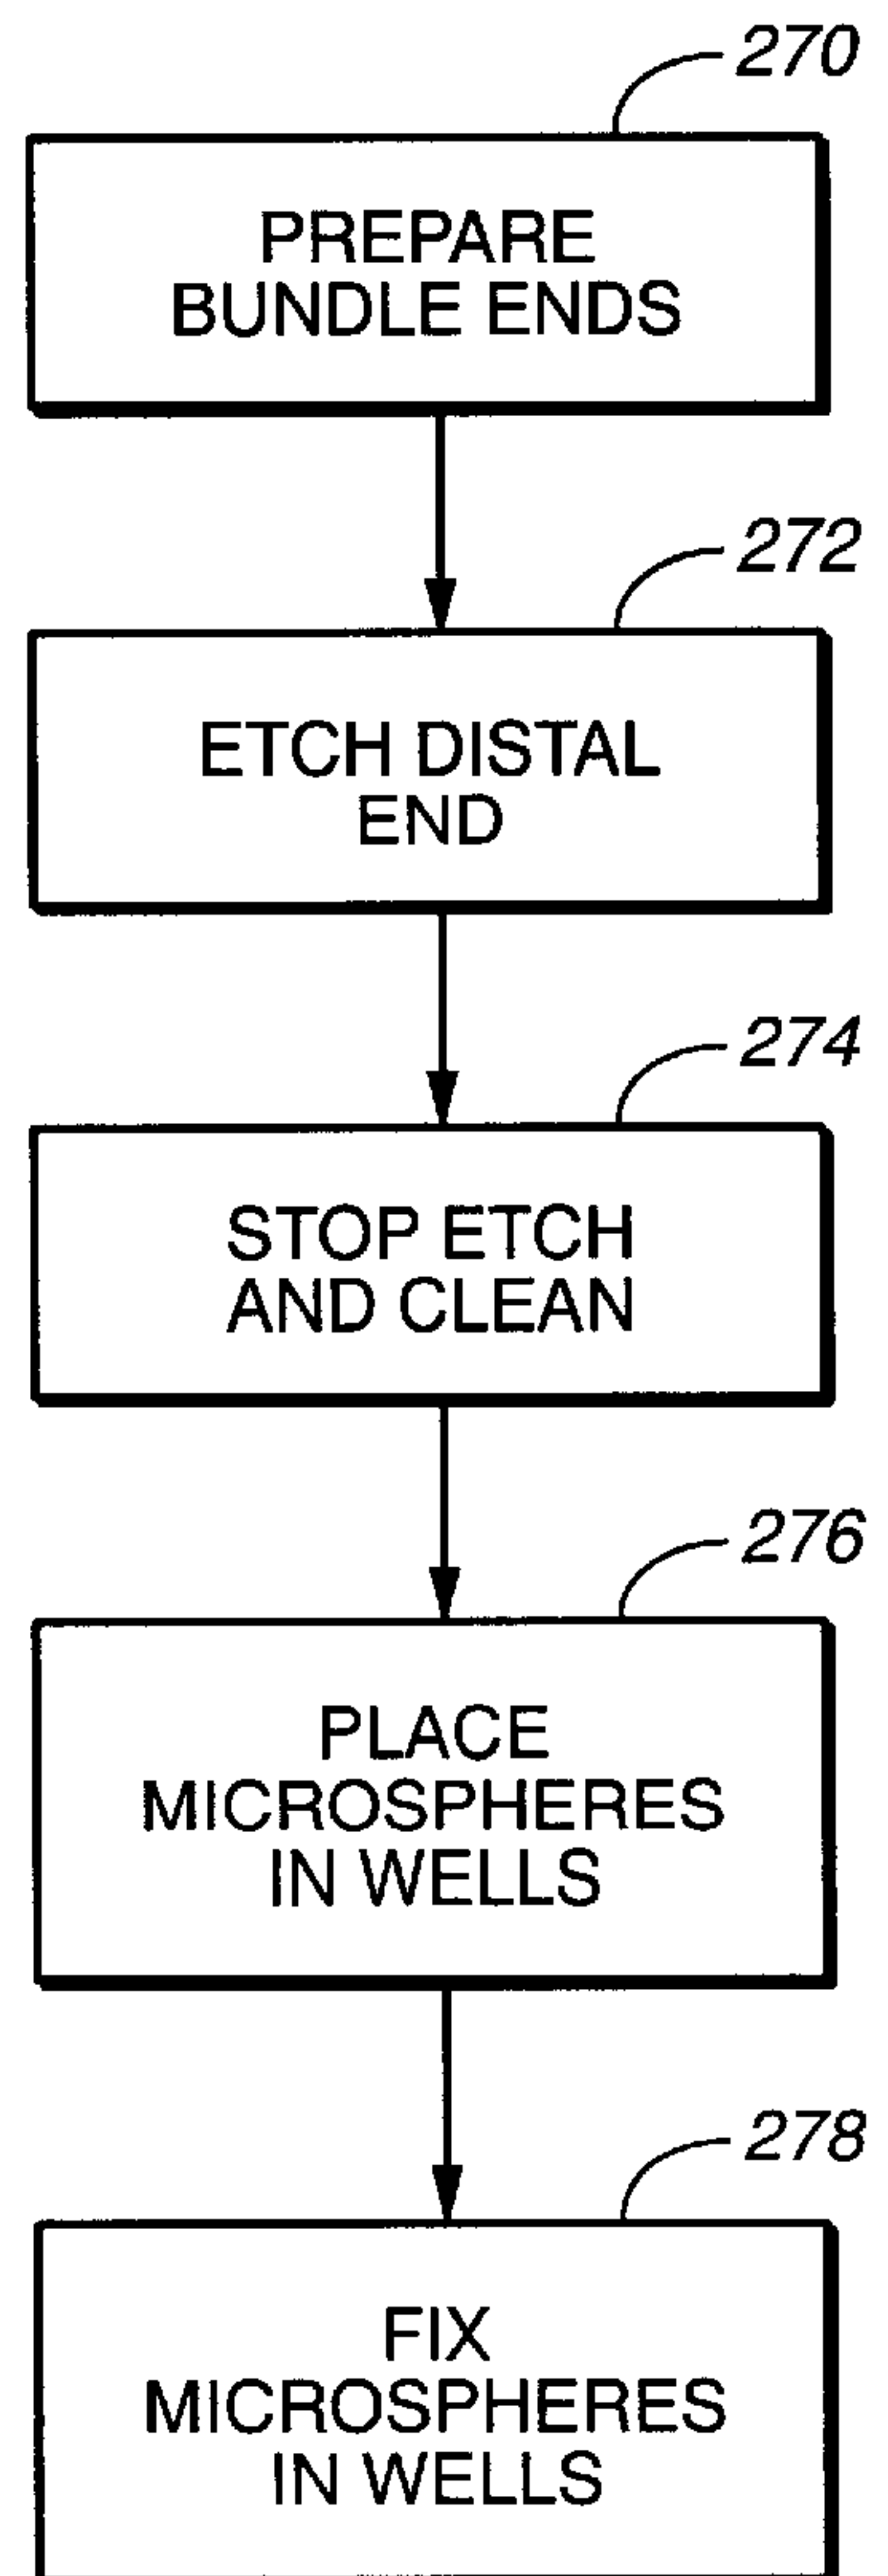 270
PREPARE
BUNDLE ENDS
272
ETCH DISTAL
END
274
STOP ETCH
AND CLEAN
276
PLACE
MICROSPHERES
IN WELLS
278
FIX
MICROSPHERES
IN WELLS